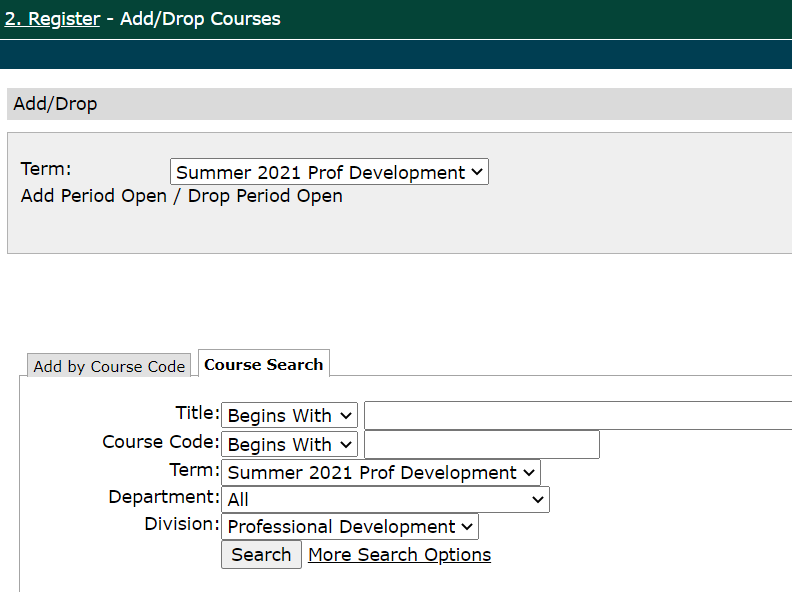 2. Register - Add/Drop Courses
Add/Drop
Term: Summer 2021 Prof Development
Add Period Open / Drop Period Open
Add by Course Code Course Search
Title: Begins With
Course Code: Begins With
Term: Summer 2021 Prof Development
Department: All
Division: Professional Development
Search More Search Options